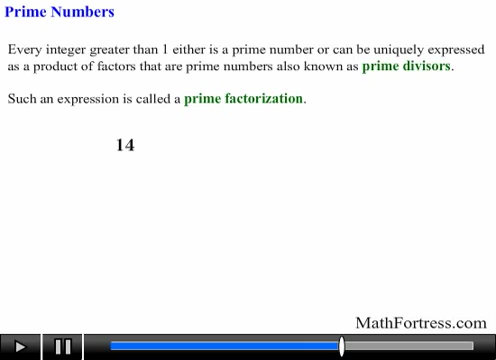 Prime Numbers
Every integer greater than 1 either is a prime number or can be uniquely expressed
as a product of factors that are prime numbers also known as prime divisors.
Such an expression is called a prime factorization.
14
MathFortress.com